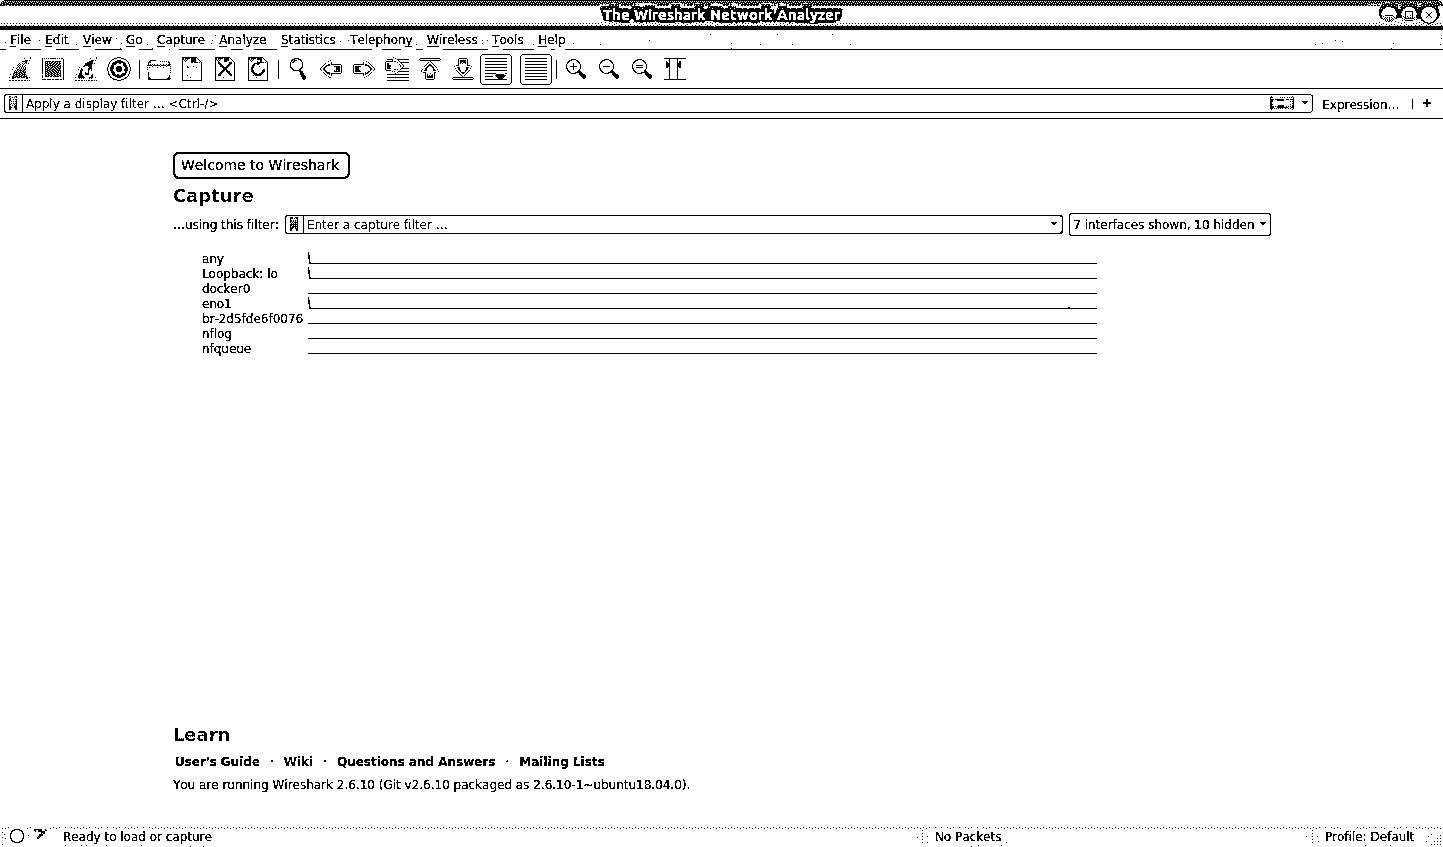 The Wireshark Network Analyzer
File Edit View Go Capture Analyze Statistics Telephony Wireless Tools Help
Apply a display filter ... <Ctrl-/> Expression... +
Welcome to Wireshark
Capture
...using this filter: Enter a capture filter ... 7 interfaces shown, 10 hidden
any
Loopback: lo
docker0
eno1
br-2d5fde6f0076
nflog
nfqueue
Learn
User's Guide · Wiki · Questions and Answers · Mailing Lists
You are running Wireshark 2.6.10 (Git v2.6.10 packaged as 2.6.10-1~ubuntu18.04.0).
Ready to load or capture No Packets Profile: Default